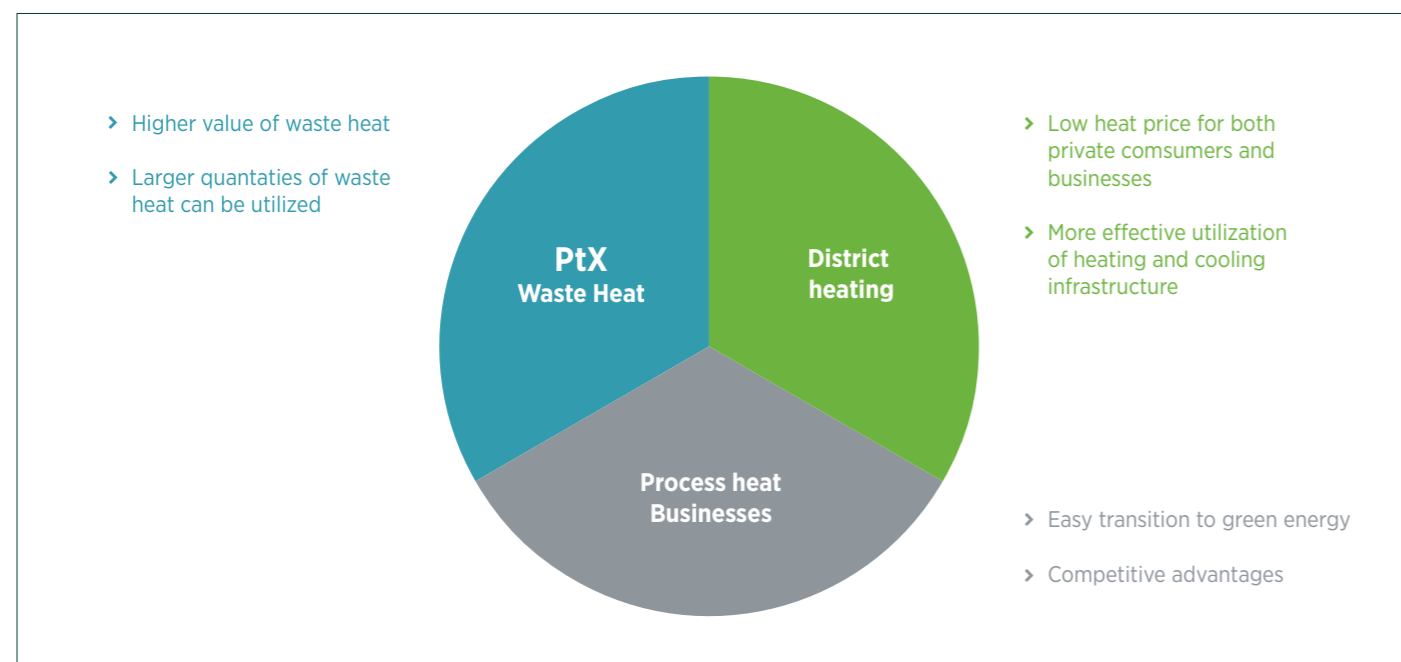 Higher value of waste heat
Larger quantaties of waste
heat can be utilized
PtX
Waste Heat
District
heating
Low heat price for both
private comsumers and
businesses
More effective utilization
of heating and cooling
infrastructure
Process heat
Businesses
Easy transition to green energy
Competitive advantages